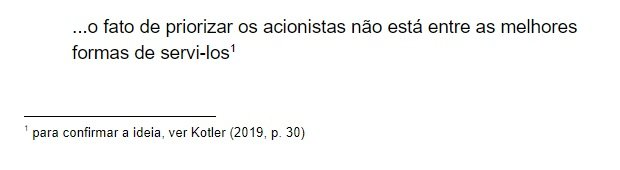 ...o fato de priorizar os acionistas não está entre as melhores
formas de servi-los¹
¹ para confirmar a ideia, ver Kotler (2019, p. 30)